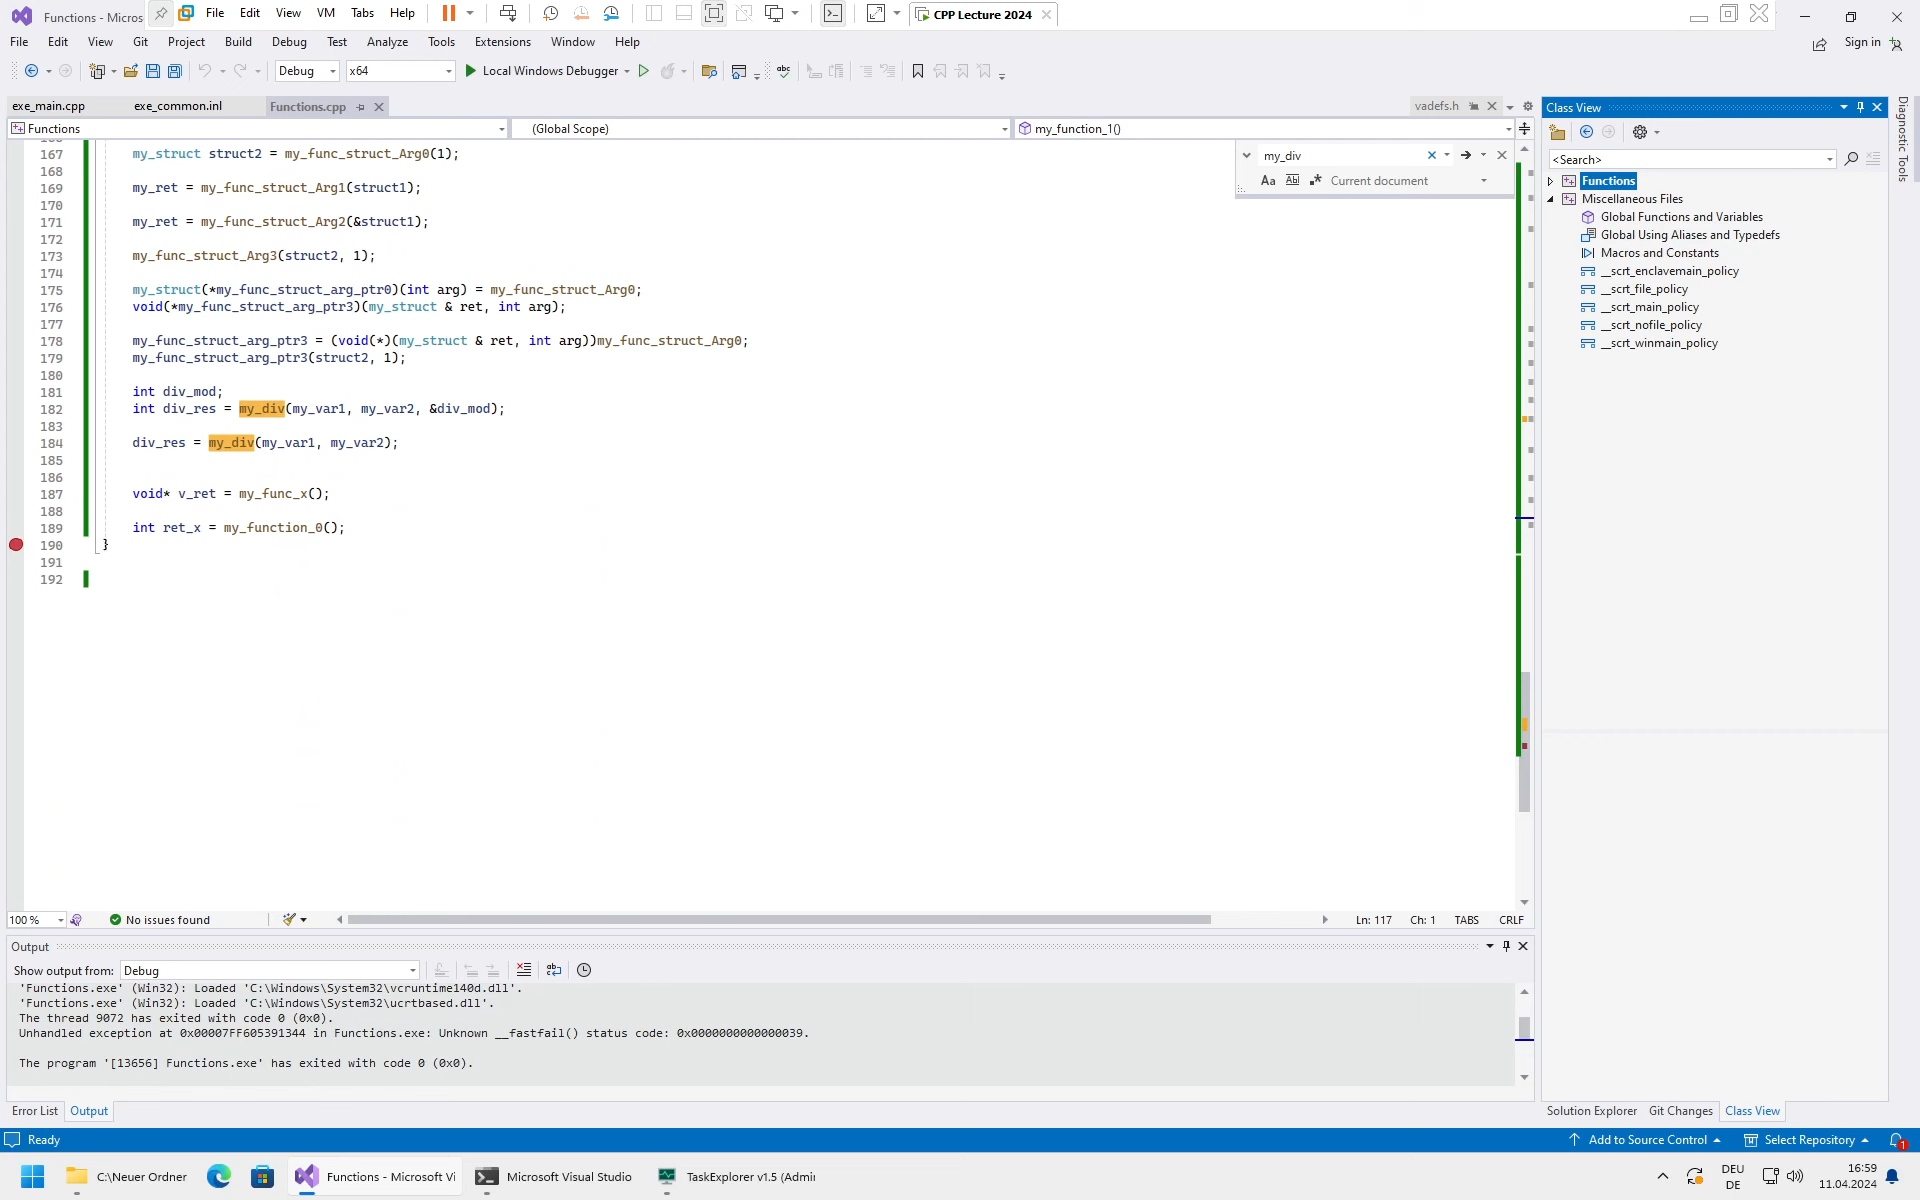 Functions - Micros
File Edit View VM Tabs Help
CPP Lecture 2024
File Edit View Git Project Build Debug Test Analyze Tools Extensions Window Help
Sign in
Debug x64 Local Windows Debugger
exe_main.cpp exe_common.inl Functions.cpp vadefs.h
Functions (Global Scope) my_function_1()
my_div
Aa Ab Current document
167 my_struct struct2 = my_func_struct_Arg0(1);
168
169 my_ret = my_func_struct_Arg1(struct1);
170
171 my_ret = my_func_struct_Arg2(&struct1);
172
173 my_func_struct_Arg3(struct2, 1);
174
175 my_struct(*my_func_struct_arg_ptr0)(int arg) = my_func_struct_Arg0;
176 void(*my_func_struct_arg_ptr3)(my_struct & ret, int arg);
177
178 my_func_struct_arg_ptr3 = (void(*)(my_struct & ret, int arg))my_func_struct_Arg0;
179 my_func_struct_arg_ptr3(struct2, 1);
180
181 int div_mod;
182 int div_res = my_div(my_var1, my_var2, &div_mod);
183
184 div_res = my_div(my_var1, my_var2);
185
186
187 void* v_ret = my_func_x();
188
189 int ret_x = my_function_0();
190 }
191
192
100 % No issues found Ln: 117 Ch: 1 TABS CRLF
Output
Show output from: Debug
'Functions.exe' (Win32): Loaded 'C:\Windows\System32\vcruntime140d.dll'.
'Functions.exe' (Win32): Loaded 'C:\Windows\System32\ucrtbased.dll'.
The thread 9072 has exited with code 0 (0x0).
Unhandled exception at 0x00007FF605391344 in Functions.exe: Unknown __fastfail() status code: 0x0000000000000039.
The program '[13656] Functions.exe' has exited with code 0 (0x0).
Error List Output
Class View
<Search>
Functions
Miscellaneous Files
Global Functions and Variables
Global Using Aliases and Typedefs
Macros and Constants
__scrt_enclavemain_policy
__scrt_file_policy
__scrt_main_policy
__scrt_nofile_policy
__scrt_winmain_policy
Solution Explorer Git Changes Class View
Diagnostic Tools
Ready Add to Source Control Select Repository 1
C:\Neuer Ordner Functions - Microsoft Vi Microsoft Visual Studio TaskExplorer v1.5 (Admir
DEU
DE
16:59
11.04.2024